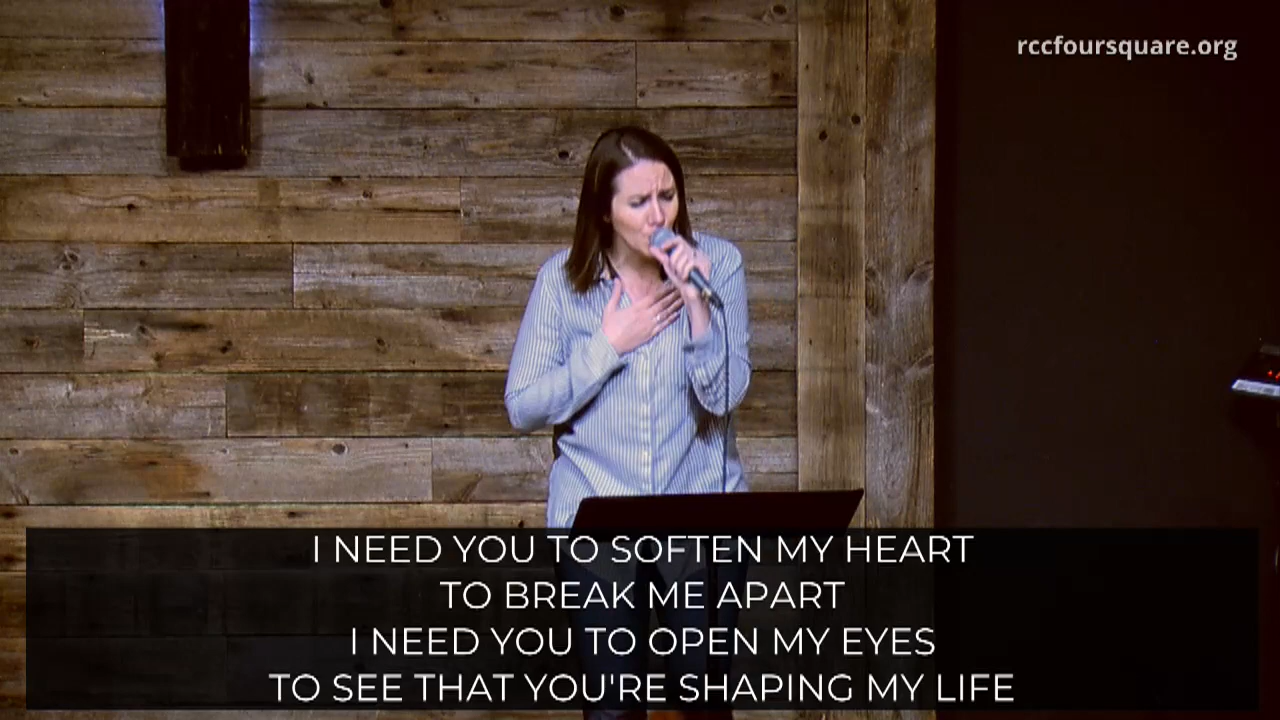 rccfoursquare.org
I NEED YOU TO SOFTEN MY HEART
TO BREAK ME APART
I NEED YOU TO OPEN MY EYES
TO SEE THAT YOU'RE SHAPING MY LIFE